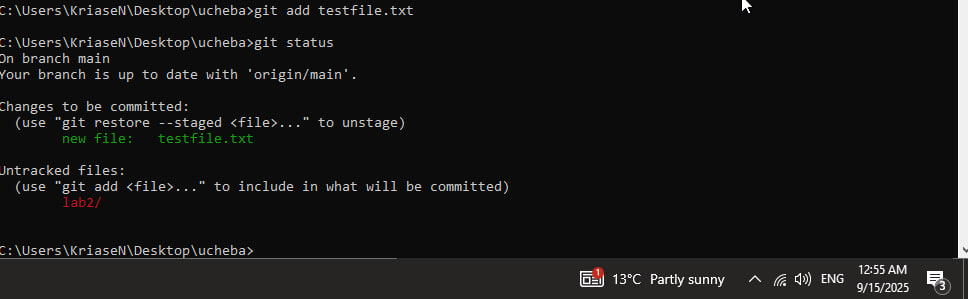 C:\Users\KriaseN\Desktop\ucheba>git add testfile.txt
C:\Users\KriaseN\Desktop\ucheba>git status
On branch main
Your branch is up to date with 'origin/main'.
Changes to be committed:
(use "git restore --staged <file>..." to unstage)
new file:   testfile.txt
Untracked files:
(use "git add <file>..." to include in what will be committed)
lab2/
C:\Users\KriaseN\Desktop\ucheba>
1
13°C Partly sunny
ENG
12:55 AM
9/15/2025
3